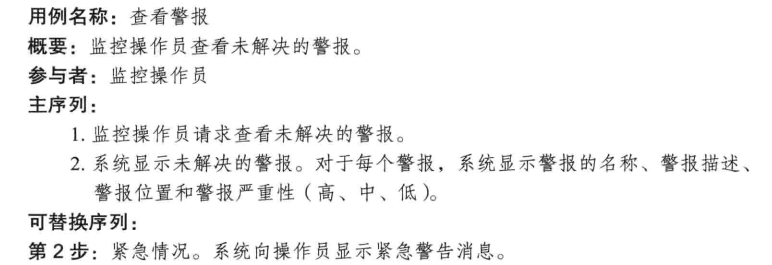 用例名称：查看警报
概要：监控操作员查看未解决的警报。
参与者：监控操作员
主序列：
1. 监控操作员请求查看未解决的警报。
2. 系统显示未解决的警报。对于每个警报，系统显示警报的名称、警报描述、
警报位置和警报严重性（高、中、低）。
可替换序列：
第 2 步：紧急情况。系统向操作员显示紧急警告消息。